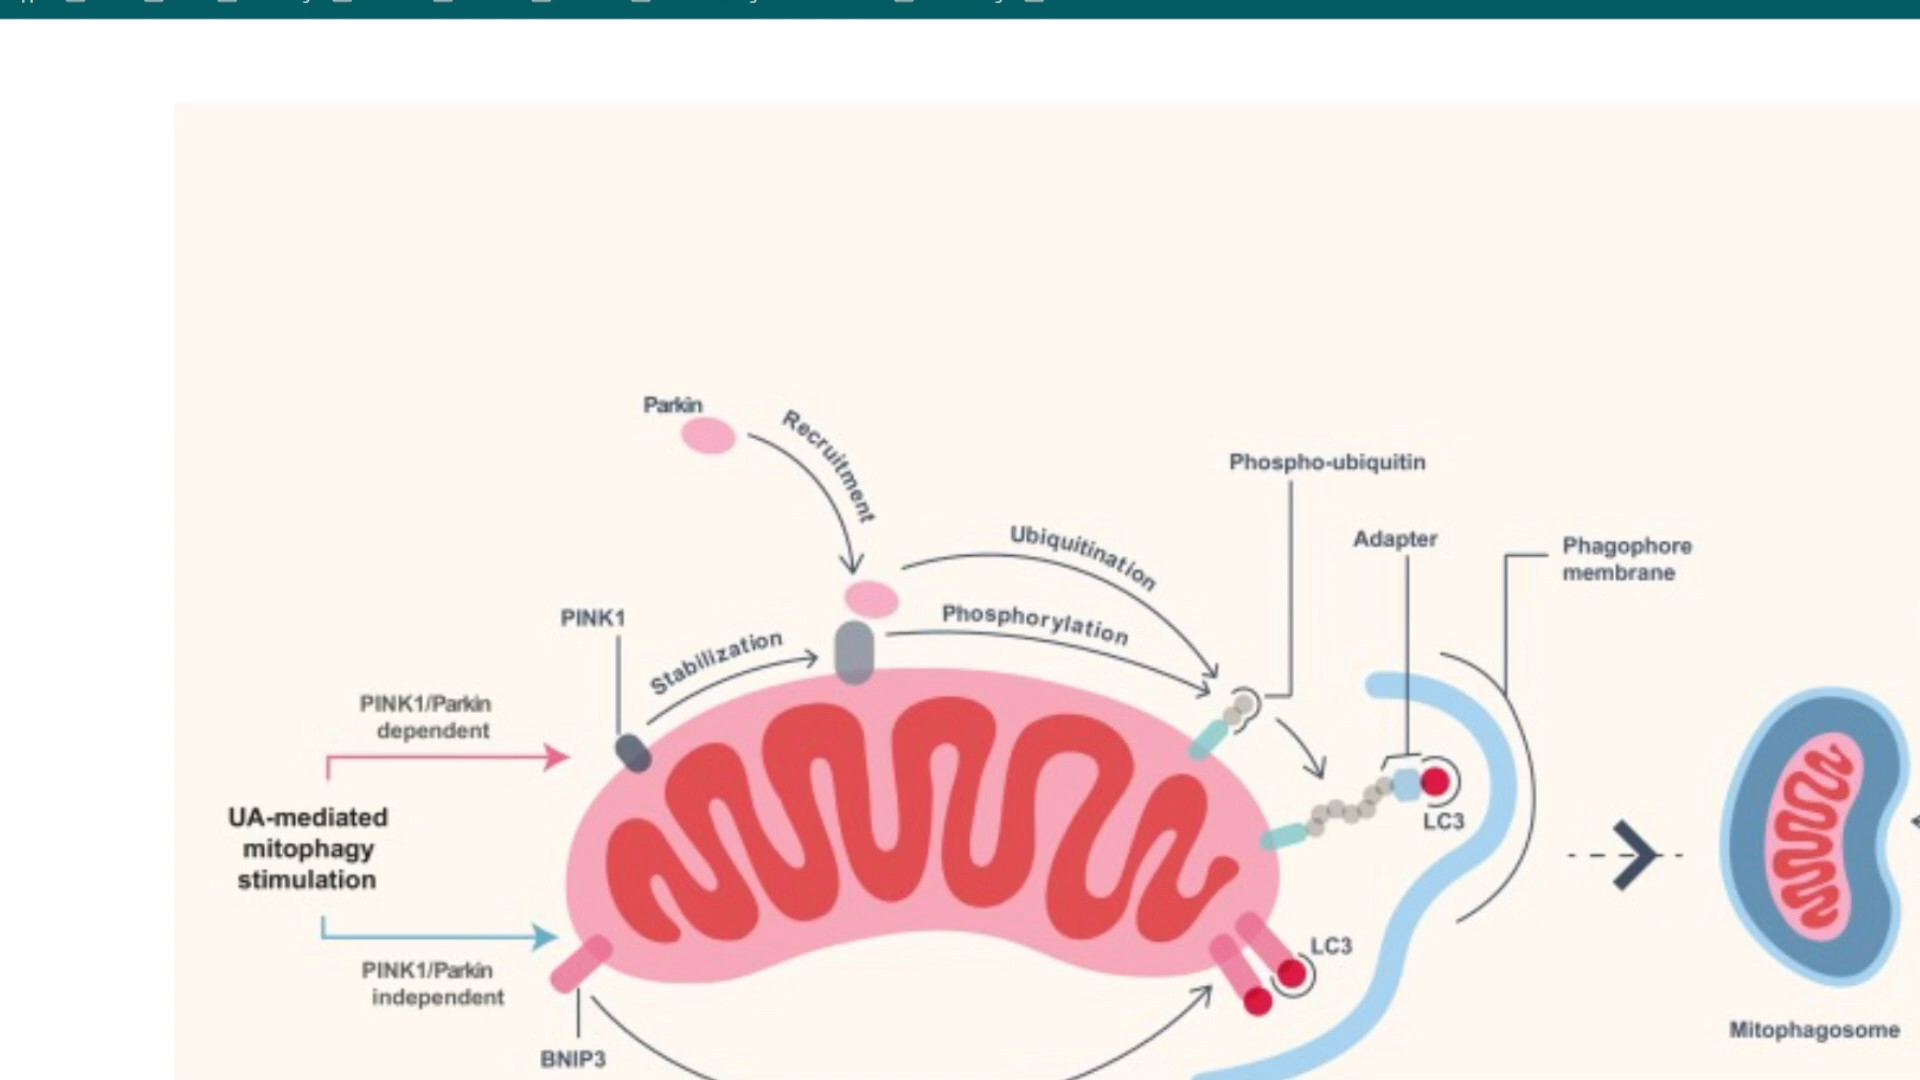 Parkin
Recruitment
Phospho-ubiquitin
Ubiquitination
Adapter
Phagophore
membrane
PINK1
Stabilization
Phosphorylation
PINK1/Parkin
dependent
UA-mediated
mitophagy
stimulation
LC3
PINK1/Parkin
independent
LC3
BNIP3
Mitophagosome